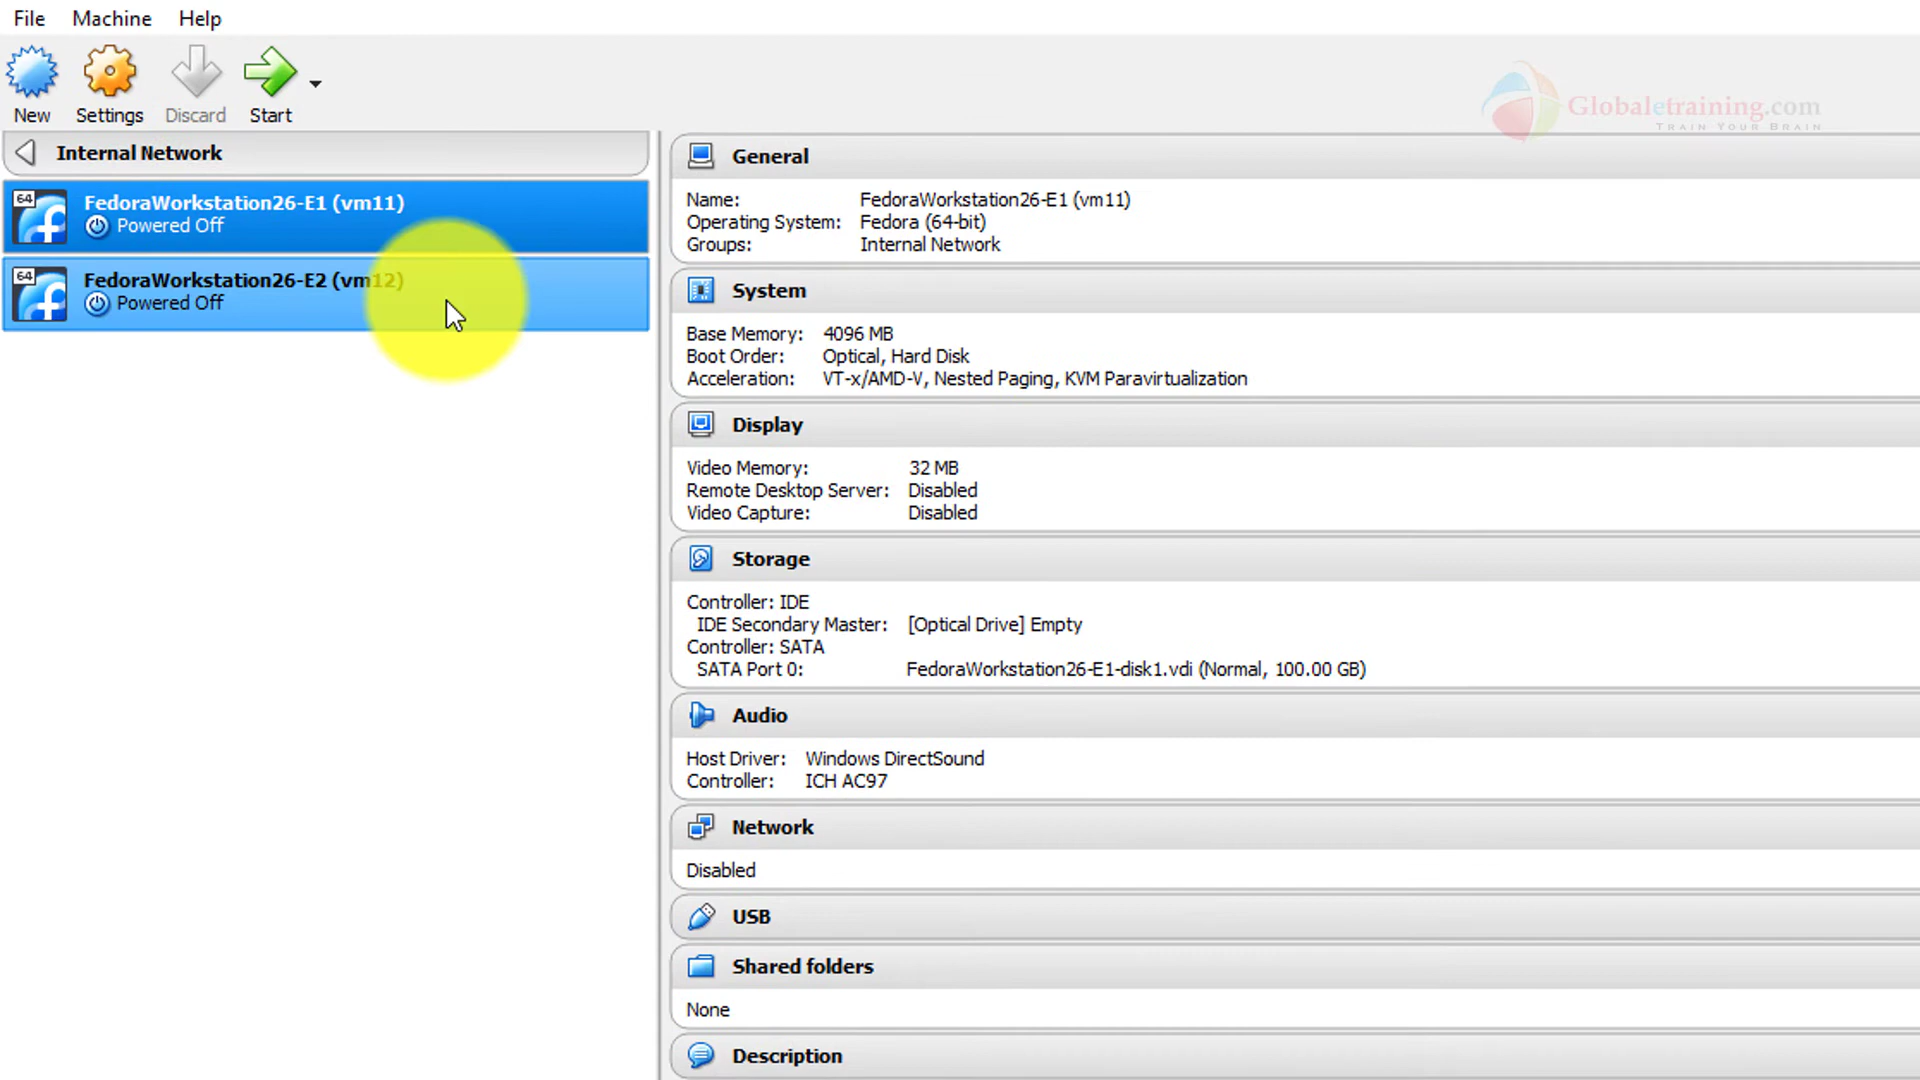 File Machine Help
New Settings Discard Start
Globaletraining.com
TRAIN YOUR BRAIN
Internal Network
64 FedoraWorkstation26-E1 (vm11)
Powered Off
64 FedoraWorkstation26-E2 (vm12)
Powered Off
General
Name: FedoraWorkstation26-E1 (vm11)
Operating System: Fedora (64-bit)
Groups: Internal Network
System
Base Memory: 4096 MB
Boot Order: Optical, Hard Disk
Acceleration: VT-x/AMD-V, Nested Paging, KVM Paravirtualization
Display
Video Memory: 32 MB
Remote Desktop Server: Disabled
Video Capture: Disabled
Storage
Controller: IDE
IDE Secondary Master: [Optical Drive] Empty
Controller: SATA
SATA Port 0: FedoraWorkstation26-E1-disk1.vdi (Normal, 100.00 GB)
Audio
Host Driver: Windows DirectSound
Controller: ICH AC97
Network
Disabled
USB
Shared folders
None
Description